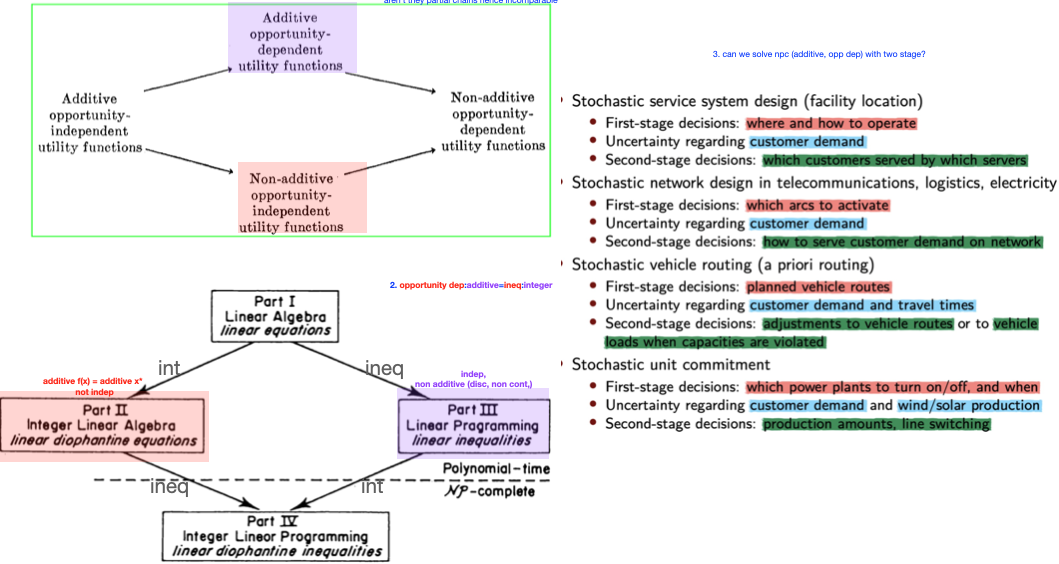 aren't they partial chains hence incomparable
Additive
opportunity-
dependent
utility functions
Additive
opportunity-
independent
utility functions
Non-additive
opportunity-
dependent
utility functions
Non-additive
opportunity-
independent
utility functions
2. opportunity dep:additive=ineq:integer
Part I
Linear Algebra
linear equations
int
ineq
additive f(x) = additive x*
not indep
indep,
non additive (disc, non cont,)
Part II
Integer Linear Algebra
linear diophantine equations
Part III
Linear Programming
linear inequalities
Polynomial-time
NP-complete
ineq
int
Part IV
Integer Linear Programming
linear diophantine inequalities
3. can we solve npc (additive, opp dep) with two stage?
Stochastic service system design (facility location)
• First-stage decisions: where and how to operate
• Uncertainty regarding customer demand
• Second-stage decisions: which customers served by which servers
Stochastic network design in telecommunications, logistics, electricity
• First-stage decisions: which arcs to activate
• Uncertainty regarding customer demand
• Second-stage decisions: how to serve customer demand on network
Stochastic vehicle routing (a priori routing)
• First-stage decisions: planned vehicle routes
• Uncertainty regarding customer demand and travel times
• Second-stage decisions: adjustments to vehicle routes or to vehicle
loads when capacities are violated
Stochastic unit commitment
• First-stage decisions: which power plants to turn on/off, and when
• Uncertainty regarding customer demand and wind/solar production
• Second-stage decisions: production amounts, line switching